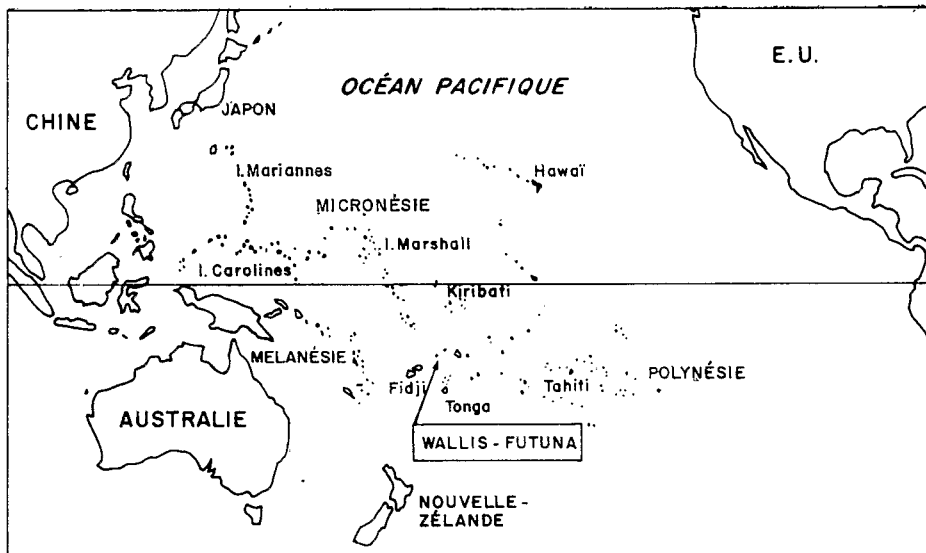 OCÉAN PACIFIQUE
E.U.
CHINE
JAPON
I. Mariannes
Hawaï
MICRONÉSIE
I. Marshall
I. Carolines
Kiribati
MELANÉSIE
Fidji
Tonga
Tahiti
POLYNÉSIE
AUSTRALIE
WALLIS - FUTUNA
NOUVELLE-
ZÉLANDE